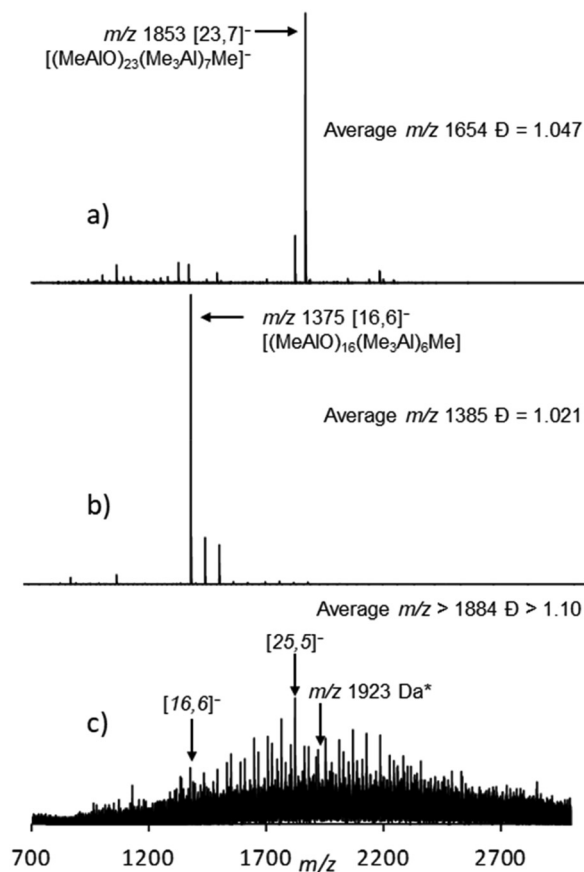 m/z 1853 [23,7]⁻
[(MeAlO)₂₃(Me₃Al)₇Me]⁻
Average m/z 1654 Đ = 1.047
a)
m/z 1375 [16,6]⁻
[(MeAlO)₁₆(Me₃Al)₆Me]
Average m/z 1385 Đ = 1.021
b)
Average m/z > 1884 Đ > 1.10
[25,5]⁻
[16,6]⁻
m/z 1923 Da*
c)
700 1200 1700 2200 2700
m/z